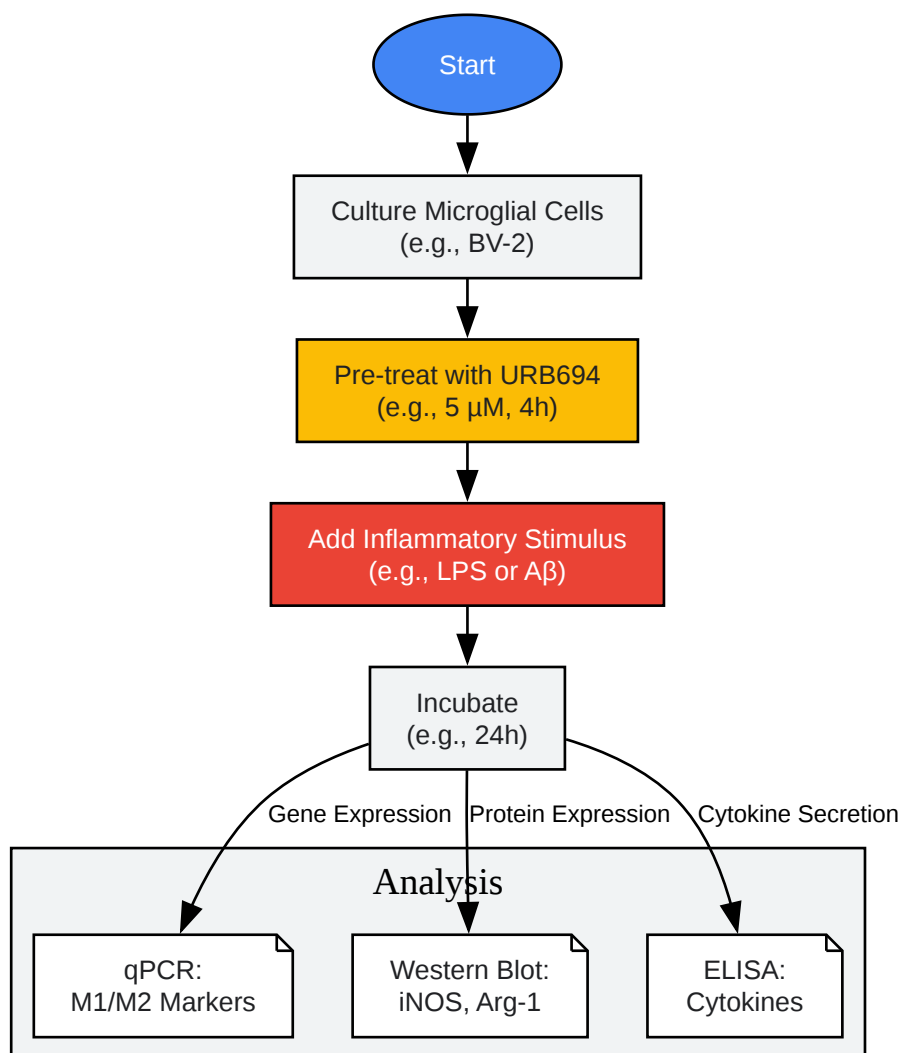 Start
Culture Microglial Cells
(e.g., BV-2)
Pre-treat with URB694
(e.g., 5 µM, 4h)
Add Inflammatory Stimulus
(e.g., LPS or Aβ)
Incubate
(e.g., 24h)
Gene Expression
Protein Expression
Cytokine Secretion
Analysis
qPCR:
M1/M2 Markers
Western Blot:
iNOS, Arg-1
ELISA:
Cytokines